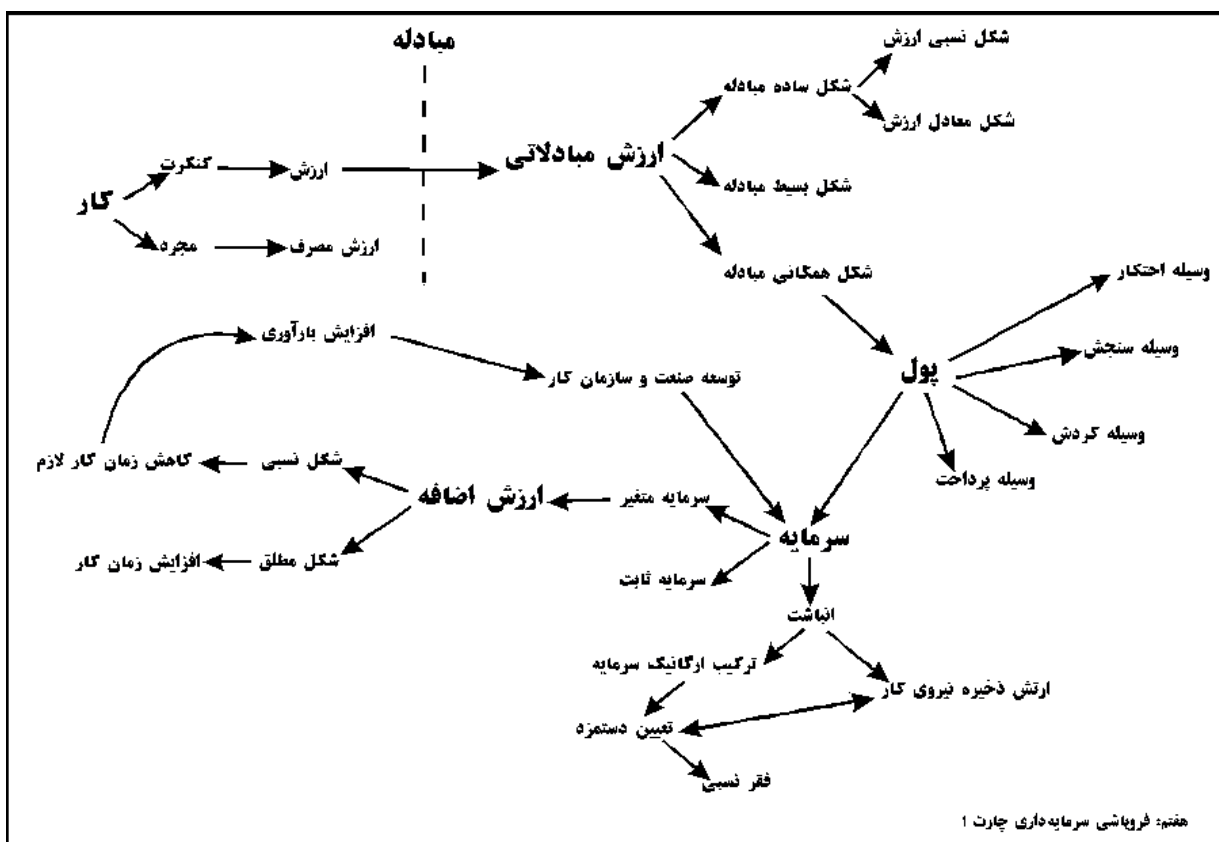 مبادله
شکل نسبی ارزش
شکل ساده مبادله
شکل معادل ارزش
ارزش مبادلاتی
کنکرت
ارزش
شکل بسیط مبادله
کار
مجرد
ارزش مصرف
شکل همگانی مبادله
وسیله احتکار
افزایش بارآوری
وسیله سنجش
پول
توسعه صنعت و سازمان کار
وسیله گردش
کاهش زمان کار لازم
شکل نسبی
وسیله پرداخت
ارزش اضافه
سرمایه متغیر
سرمایه
افزایش زمان کار
شکل مطلق
سرمایه ثابت
انباشت
ترکیب ارگانیک سرمایه
ارتش ذخیره نیروی کار
تعیین دستمزد
فقر نسبی
هفتم: فروپاشی سرمایه‌داری چارت ۱